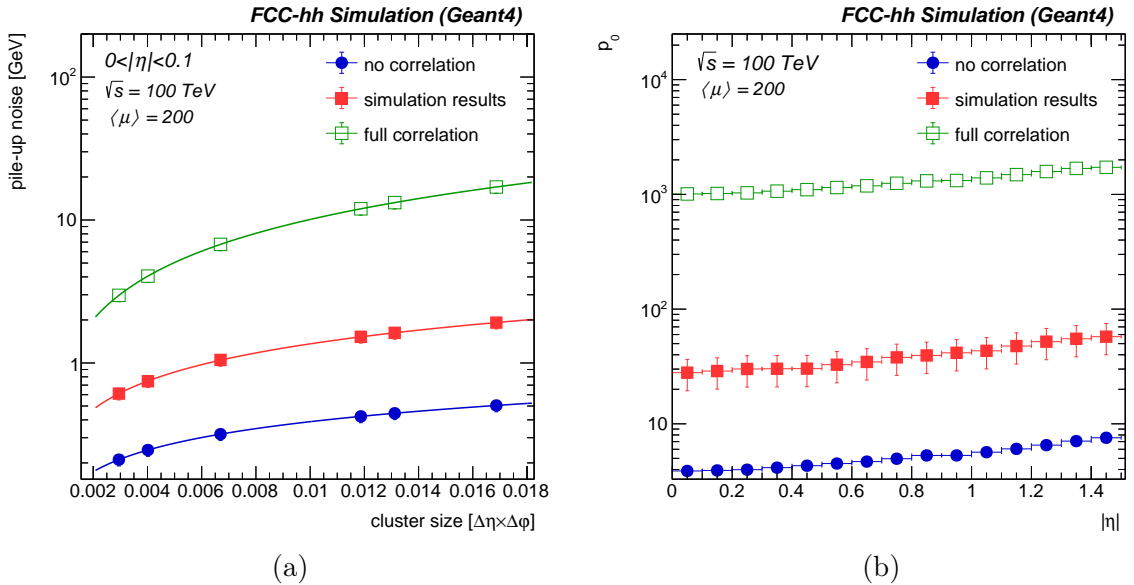 FCC-hh Simulation (Geant4)
pile-up noise [GeV]
0<|η|<0.1
√s = 100 TeV
⟨μ⟩ = 200
no correlation
simulation results
full correlation
10²
10
1
0.002 0.004 0.006 0.008 0.01 0.012 0.014 0.016 0.018
cluster size [Δη×Δφ]
(a)
FCC-hh Simulation (Geant4)
p₀
√s = 100 TeV
⟨μ⟩ = 200
no correlation
simulation results
full correlation
10⁴
10³
10²
10
0 0.2 0.4 0.6 0.8 1 1.2 1.4
|η|
(b)